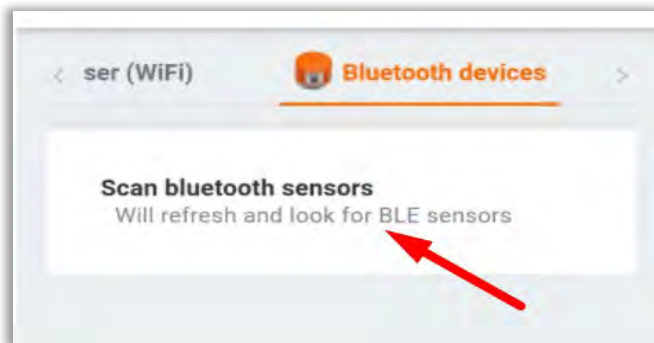 ser (WiFi)
Bluetooth devices
Scan bluetooth sensors
Will refresh and look for BLE sensors